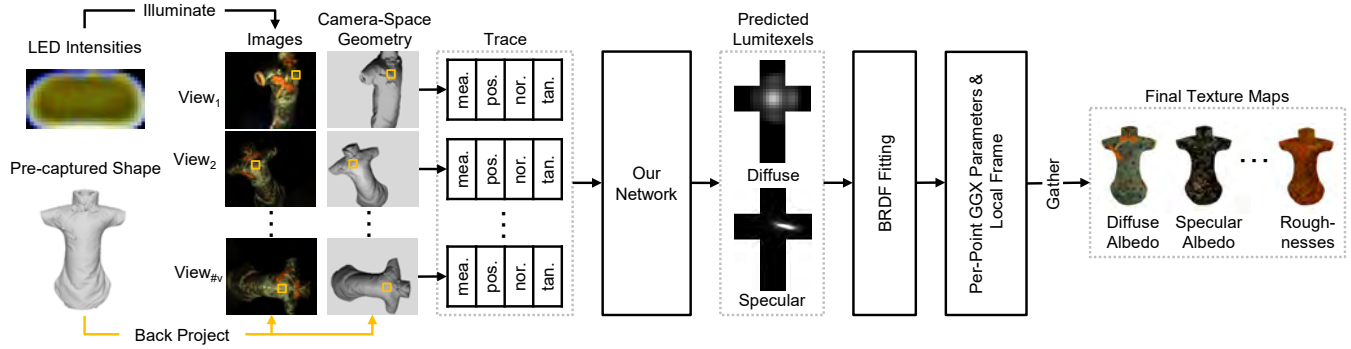 Illuminate
LED Intensities
Pre-captured Shape
Back Project
Images
Camera-Space
Geometry
View1
View2
View#v
Trace
mea. pos. nor. tan.
mea. pos. nor. tan.
mea. pos. nor. tan.
Our
Network
Predicted
Lumitexels
Diffuse
Specular
BRDF Fitting
Per-Point GGX Parameters &
Local Frame
Gather
Final Texture Maps
Diffuse
Albedo
Specular
Albedo
Rough-
nesses